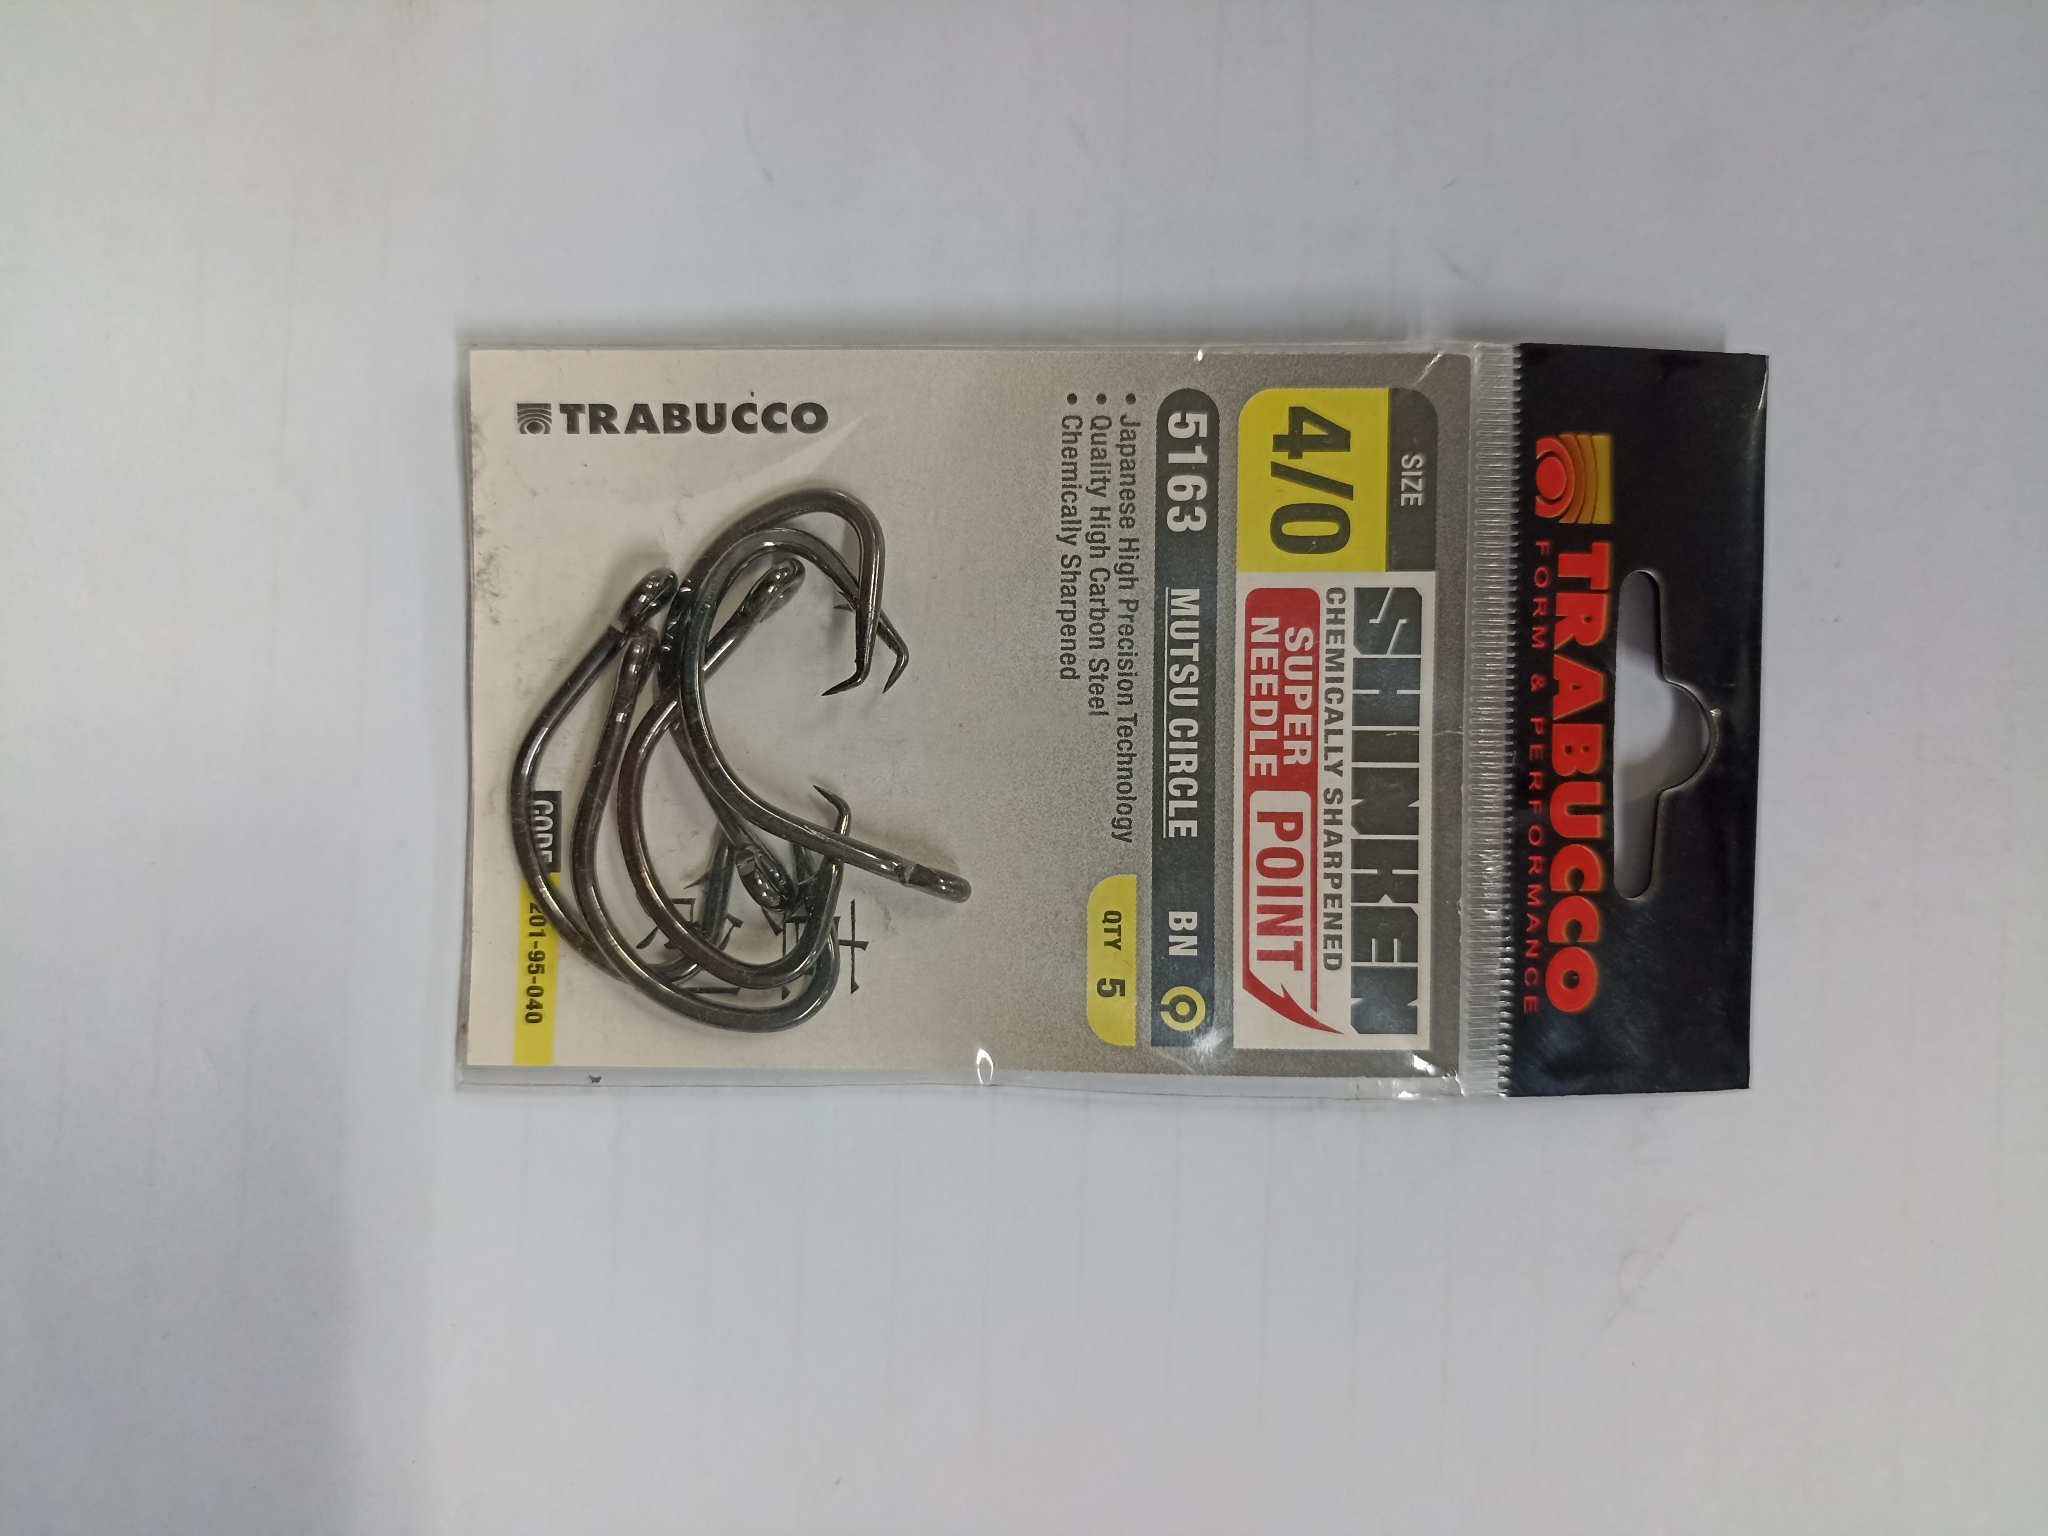 TRABUCCO
FORM & PERFORMANCE
SIZE
4/0
SHINKEN
CHEMICALLY SHARPENED
SUPER
NEEDLE
POINT
5163 MUTSU CIRCLE BN
• Japanese High Precision Technology
• Quality High Carbon Steel
• Chemically Sharpened
QTY 5
TRABUCCO
CODE 201-95-040